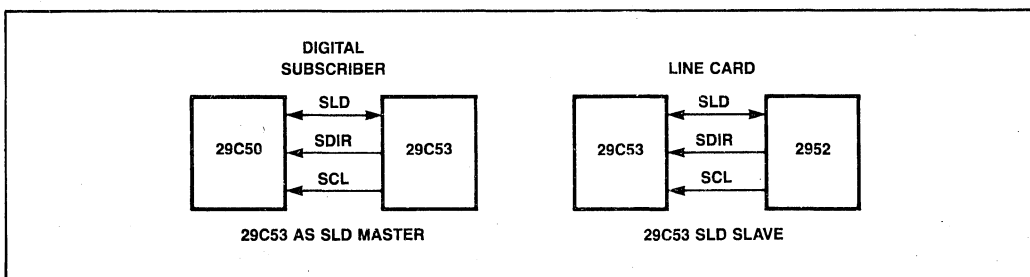 DIGITAL
SUBSCRIBER
SLD
29C50
SDIR
29C53
SCL
29C53 AS SLD MASTER
LINE CARD
SLD
29C53
SDIR
2952
SCL
29C53 SLD SLAVE